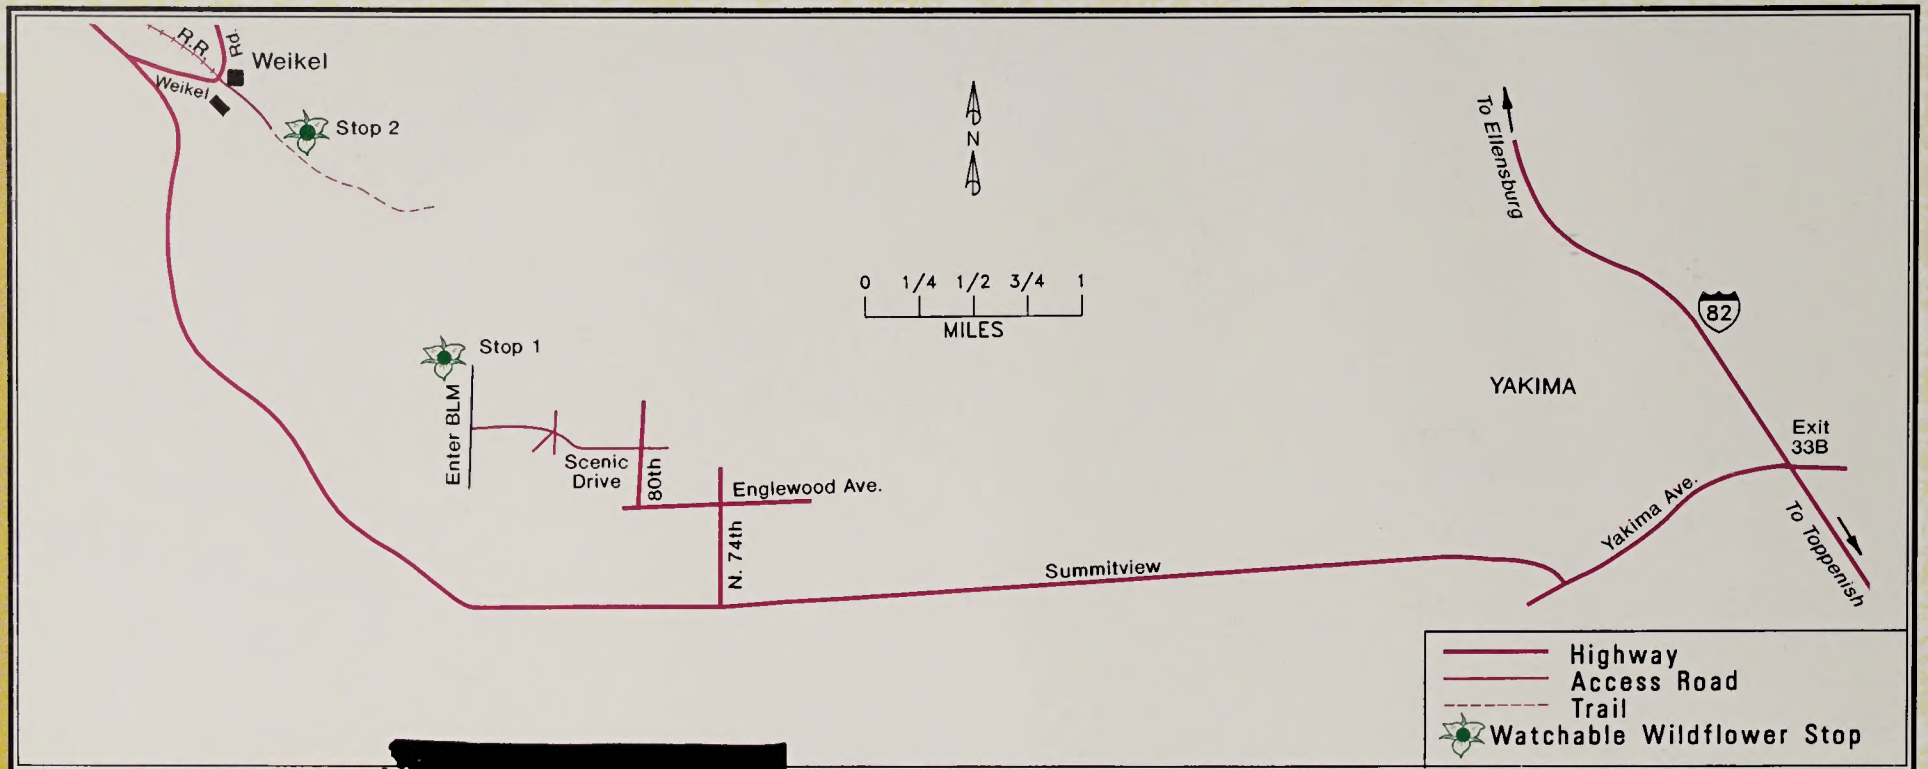 R.R.
Rd.
Weikel
Weikel
Stop 2
N
To Ellensburg
0 1/4 1/2 3/4 1
MILES
82
Stop 1
YAKIMA
Enter BLM
Exit
33B
Scenic
Drive
80th
Englewood Ave.
N. 74th
Yakima Ave.
To Toppenish
Summitview
Highway
Access Road
Trail
Watchable Wildflower Stop